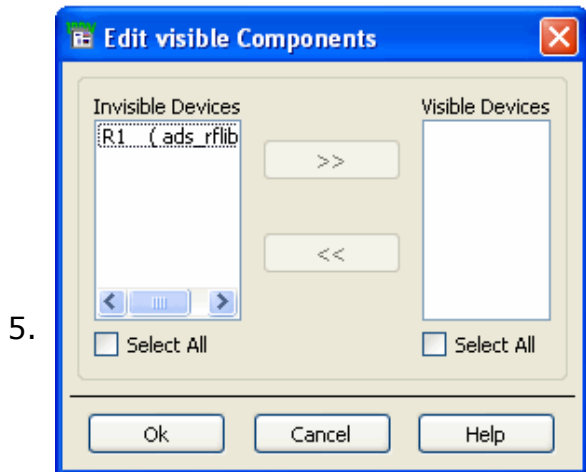 Edit visible Components
Invisible Devices
Visible Devices
R1 ( ads_rflib
>>
<<
5.
Select All
Select All
Ok
Cancel
Help